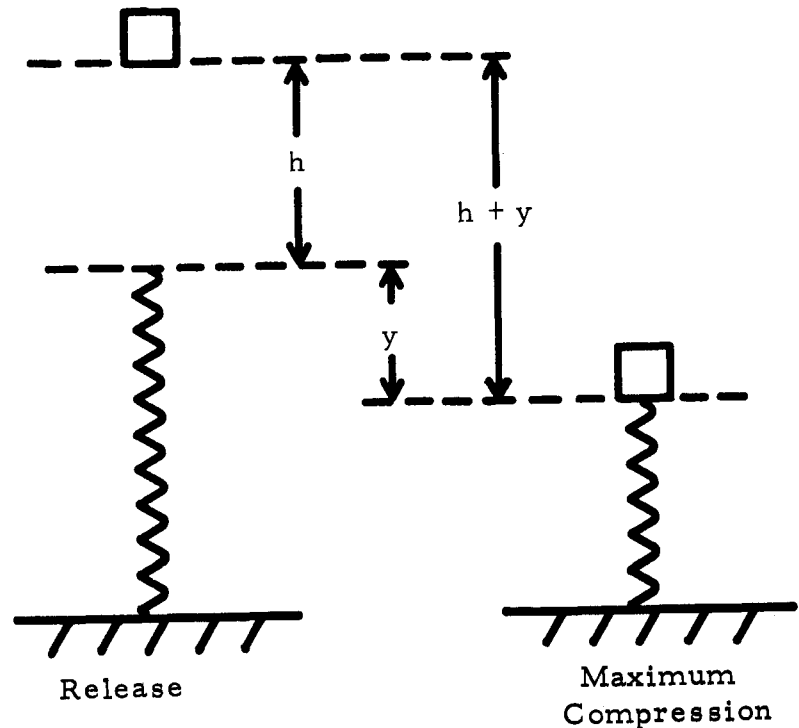 h
h + y
y
Release
Maximum
Compression